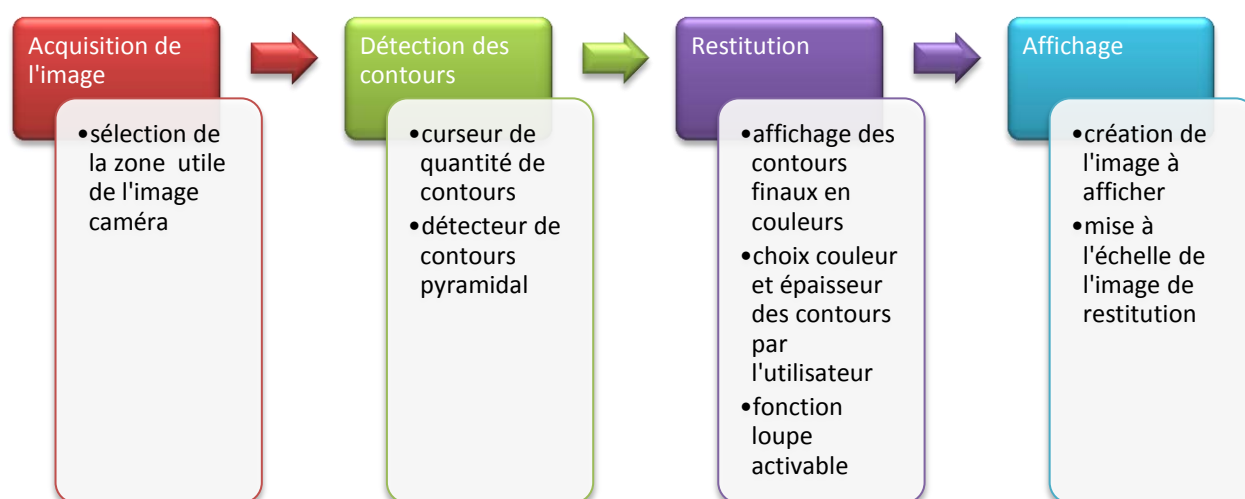 Acquisition de
l'image
•sélection de
la zone utile
de l'image
caméra
Détection des
contours
•curseur de
quantité de
contours
•détecteur de
contours
pyramidal
Restitution
•affichage des
contours
finaux en
couleurs
•choix couleur
et épaisseur
des contours
par
l'utilisateur
•fonction
loupe
activable
Affichage
•création de
l'image à
afficher
•mise à
l'échelle de
l'image de
restitution